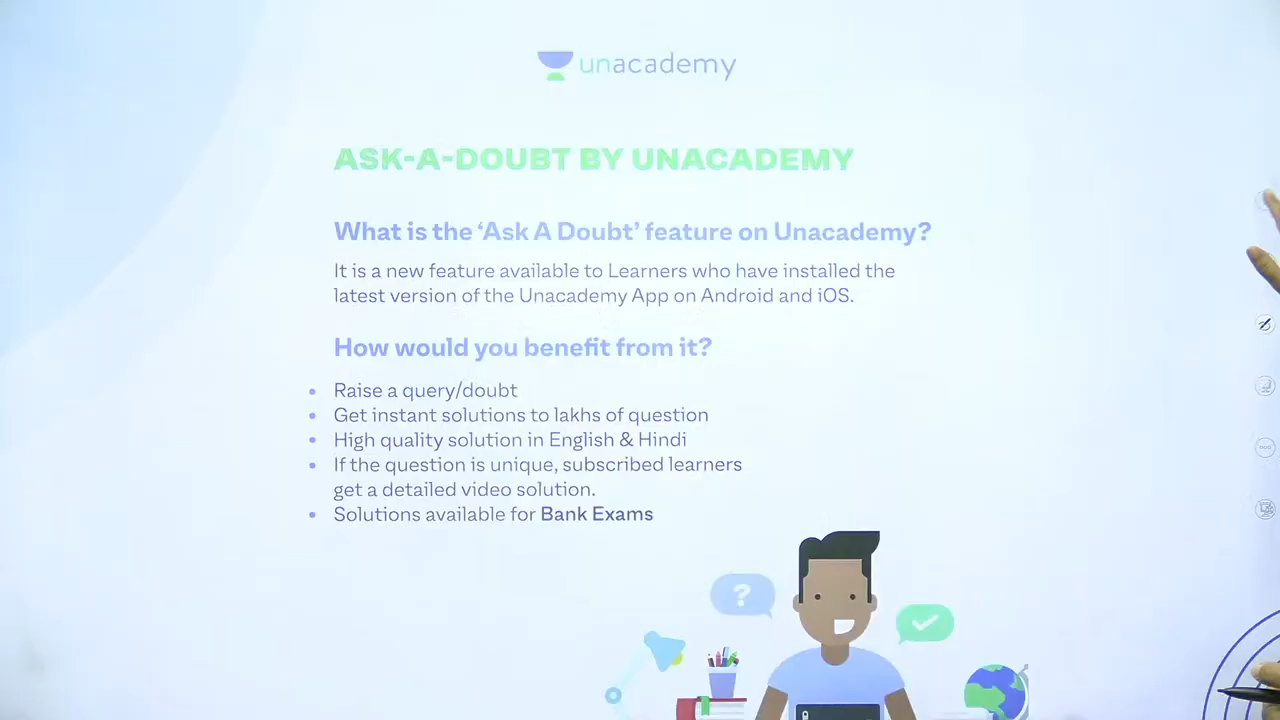 unacademy
ASK-A-DOUBT BY UNACADEMY
What is the ‘Ask A Doubt’ feature on Unacademy?
It is a new feature available to Learners who have installed the
latest version of the Unacademy App on Android and iOS.
How would you benefit from it?
• Raise a query/doubt
• Get instant solutions to lakhs of question
• High quality solution in English & Hindi
• If the question is unique, subscribed learners
get a detailed video solution.
• Solutions available for Bank Exams
?